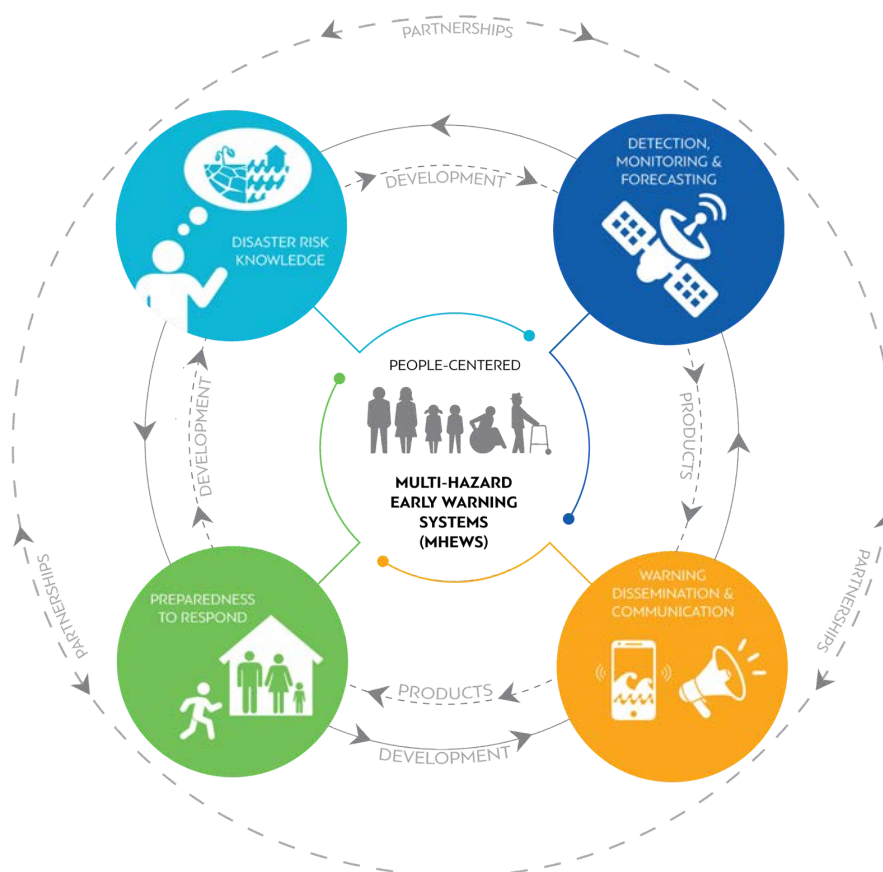 PARTNERSHIPS
DETECTION,
MONITORING &
FORECASTING
DEVELOPMENT
DISASTER RISK
KNOWLEDGE
PEOPLE-CENTERED
DEVELOPMENT
PRODUCTS
MULTI-HAZARD
EARLY WARNING
SYSTEMS
(MHEWS)
PARTNERSHIPS
PARTNERSHIPS
PREPAREDNESS
TO RESPOND
WARNING
DISSEMINATION &
COMMUNICATION
PRODUCTS
DEVELOPMENT